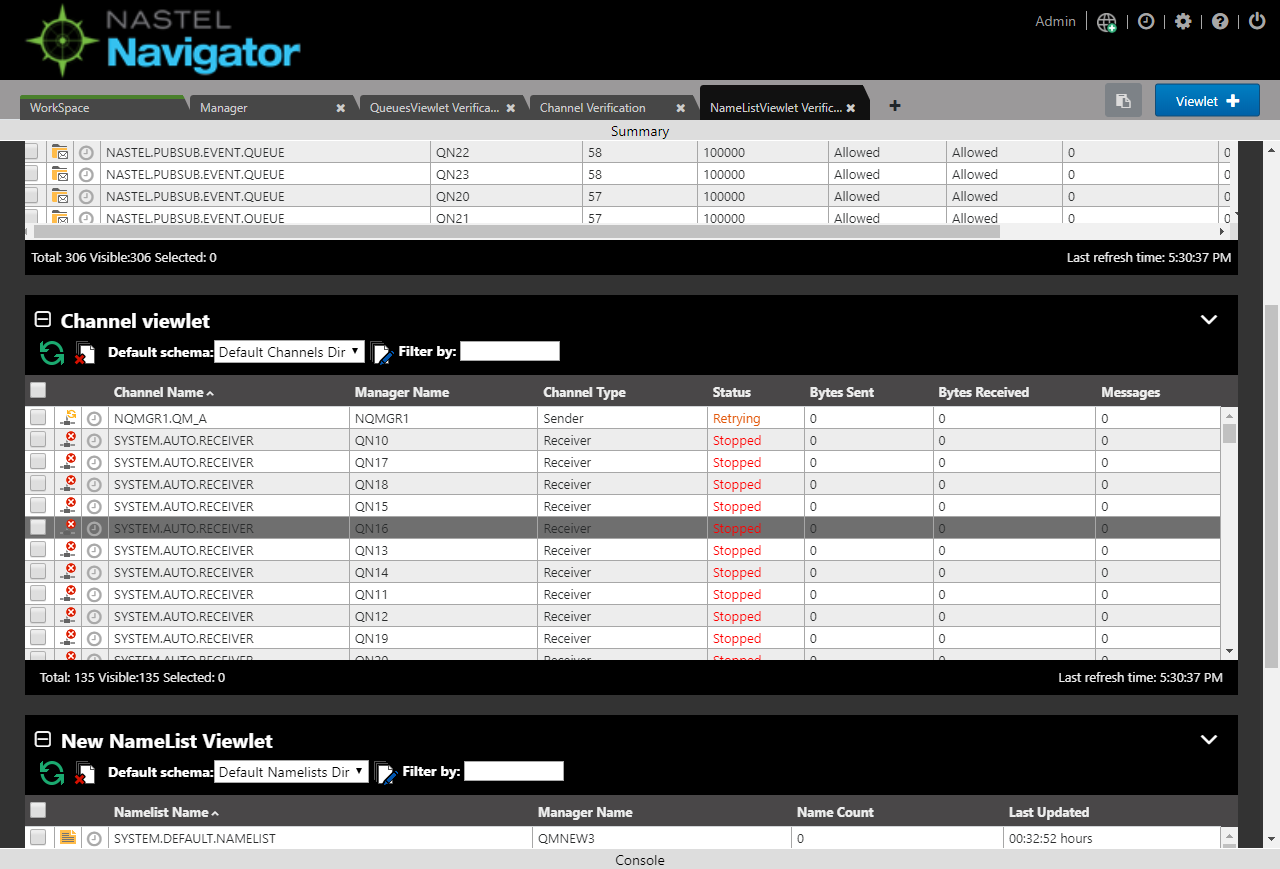 NASTEL
Navigator
Admin
WorkSpace Manager QueuesViewlet Verifica... Channel Verification NameListViewlet Verific... Viewlet
Summary
NASTEL.PUBSUB.EVENT.QUEUE QN22 58 100000 Allowed Allowed 0 0
NASTEL.PUBSUB.EVENT.QUEUE QN23 58 100000 Allowed Allowed 0 0
NASTEL.PUBSUB.EVENT.QUEUE QN20 57 100000 Allowed Allowed 0 0
NASTEL.PUBSUB.EVENT.QUEUE QN21 57 100000 Allowed Allowed 0 0
Total: 306 Visible:306 Selected: 0 Last refresh time: 5:30:37 PM
Channel viewlet
Default schema: Default Channels Dir Filter by:
Channel Name Manager Name Channel Type Status Bytes Sent Bytes Received Messages
NQMGR1.QM_A NQMGR1 Sender Retrying 0 0 0
SYSTEM.AUTO.RECEIVER QN10 Receiver Stopped 0 0 0
SYSTEM.AUTO.RECEIVER QN17 Receiver Stopped 0 0 0
SYSTEM.AUTO.RECEIVER QN18 Receiver Stopped 0 0 0
SYSTEM.AUTO.RECEIVER QN15 Receiver Stopped 0 0 0
SYSTEM.AUTO.RECEIVER QN16 Receiver Stopped 0 0 0
SYSTEM.AUTO.RECEIVER QN13 Receiver Stopped 0 0 0
SYSTEM.AUTO.RECEIVER QN14 Receiver Stopped 0 0 0
SYSTEM.AUTO.RECEIVER QN11 Receiver Stopped 0 0 0
SYSTEM.AUTO.RECEIVER QN12 Receiver Stopped 0 0 0
SYSTEM.AUTO.RECEIVER QN19 Receiver Stopped 0 0 0
SYSTEM.AUTO.RECEIVER QN20 Receiver Stopped 0 0 0
Total: 135 Visible:135 Selected: 0 Last refresh time: 5:30:37 PM
New NameList Viewlet
Default schema: Default Namelists Dir Filter by:
Namelist Name Manager Name Name Count Last Updated
SYSTEM.DEFAULT.NAMELIST QMNEW3 0 00:32:52 hours
Console